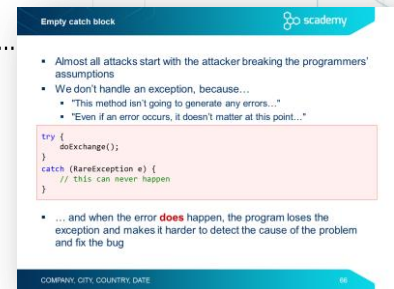 Empty catch block
scademy
...
▪ Almost all attacks start with the attacker breaking the programmers'
assumptions
▪ We don't handle an exception, because…
▪ "This method isn't going to generate any errors…"
▪ "Even if an error occurs, it doesn't matter at this point…"
try {
doExchange();
}
catch (RareException e) {
// this can never happen
}
▪ … and when the error does happen, the program loses the
exception and makes it harder to detect the cause of the problem
and fix the bug
COMPANY, CITY, COUNTRY, DATE
66